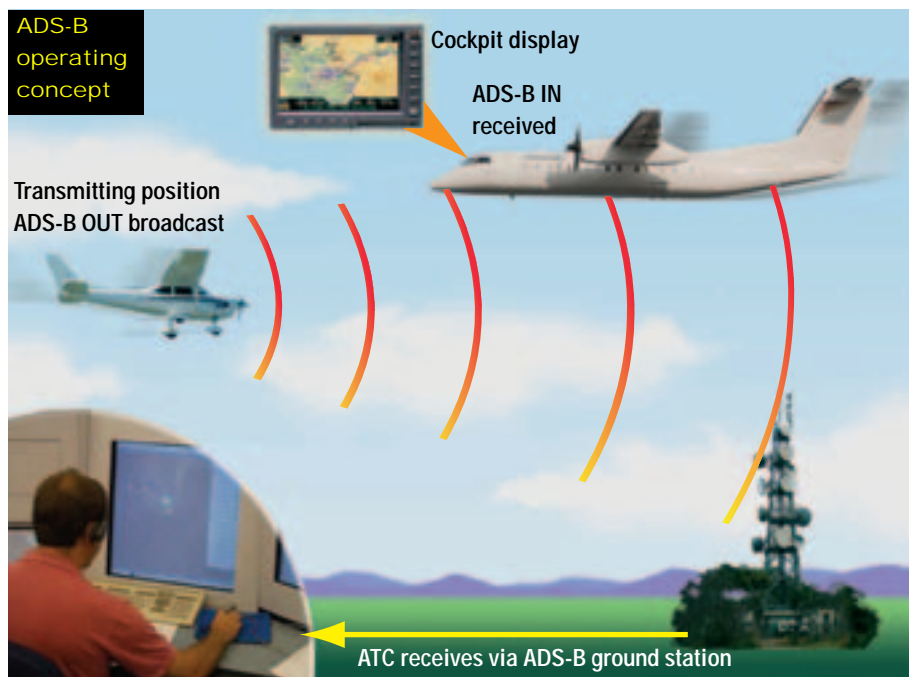 ADS-B
operating
concept
Cockpit display
ADS-B IN
received
Transmitting position
ADS-B OUT broadcast
ATC receives via ADS-B ground station